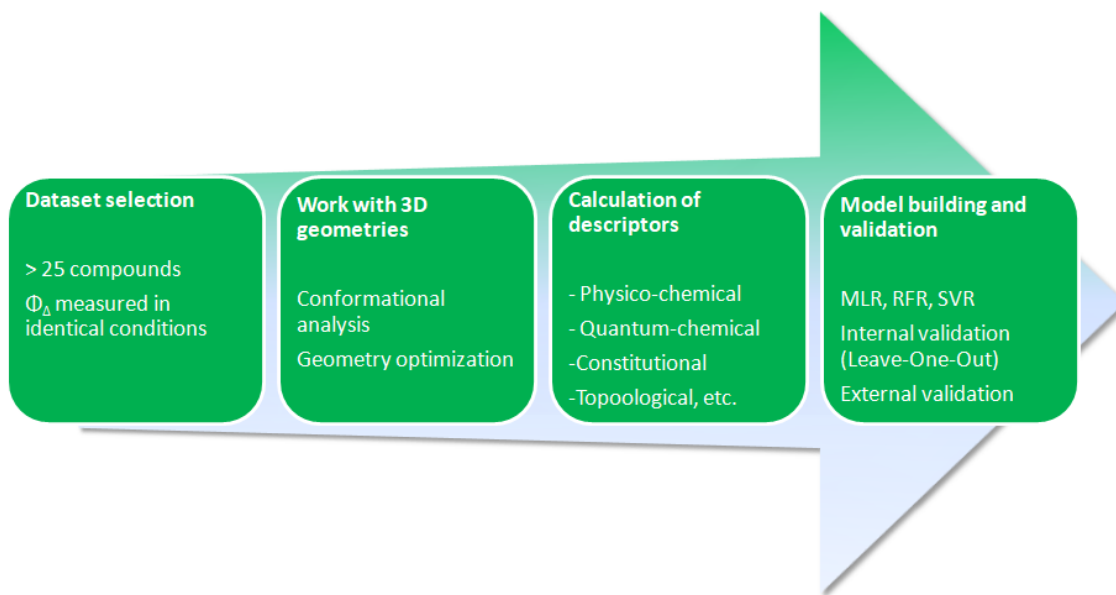 Dataset selection
> 25 compounds
ΦΔ measured in
identical conditions
Work with 3D
geometries
Conformational
analysis
Geometry optimization
Calculation of
descriptors
- Physico-chemical
- Quantum-chemical
-Constitutional
-Topoological, etc.
Model building and
validation
MLR, RFR, SVR
Internal validation
(Leave-One-Out)
External validation